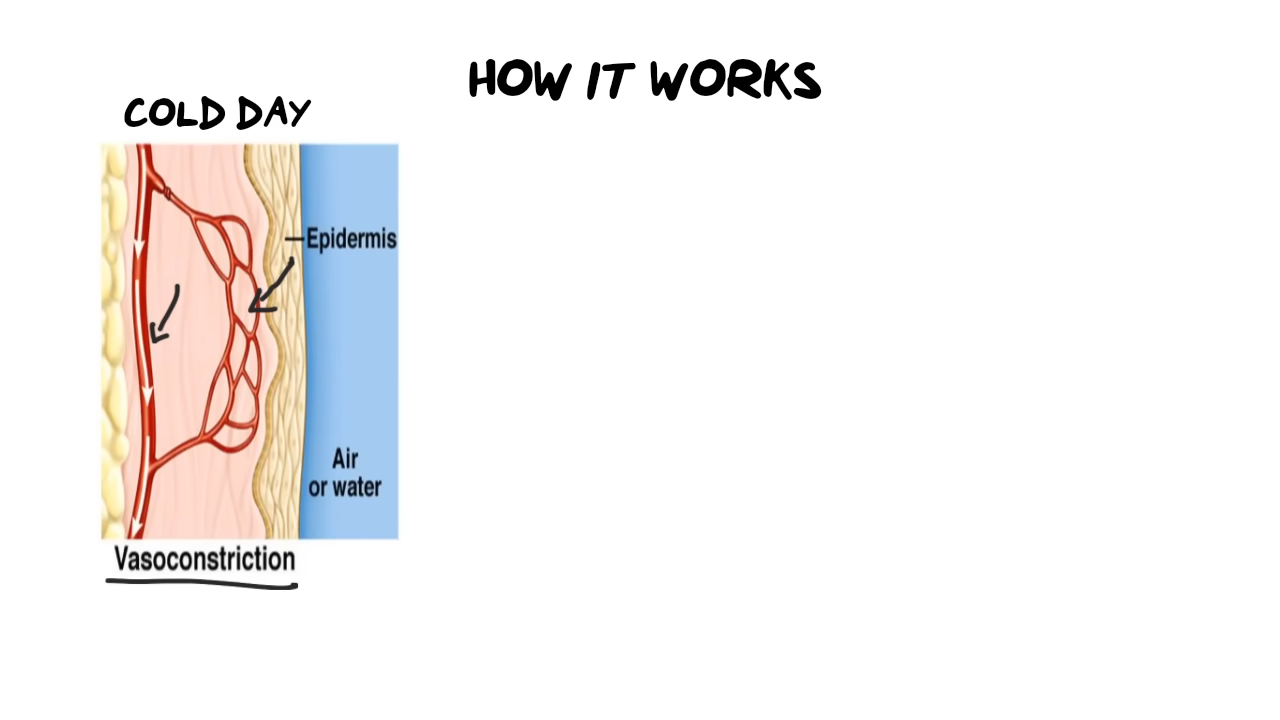 HOW IT WORKS
COLD DAY
Epidermis
Air
or water
Vasoconstriction